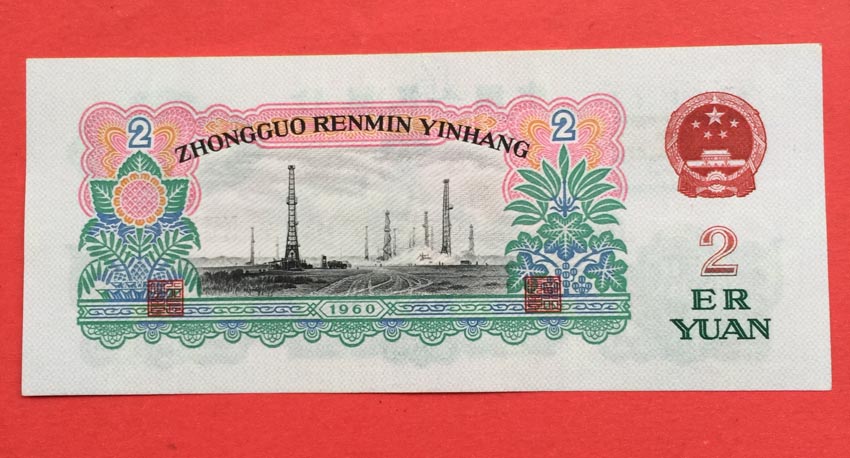 2
2
ZHONGGUO RENMIN YINHANG
1960
2
ER
YUAN